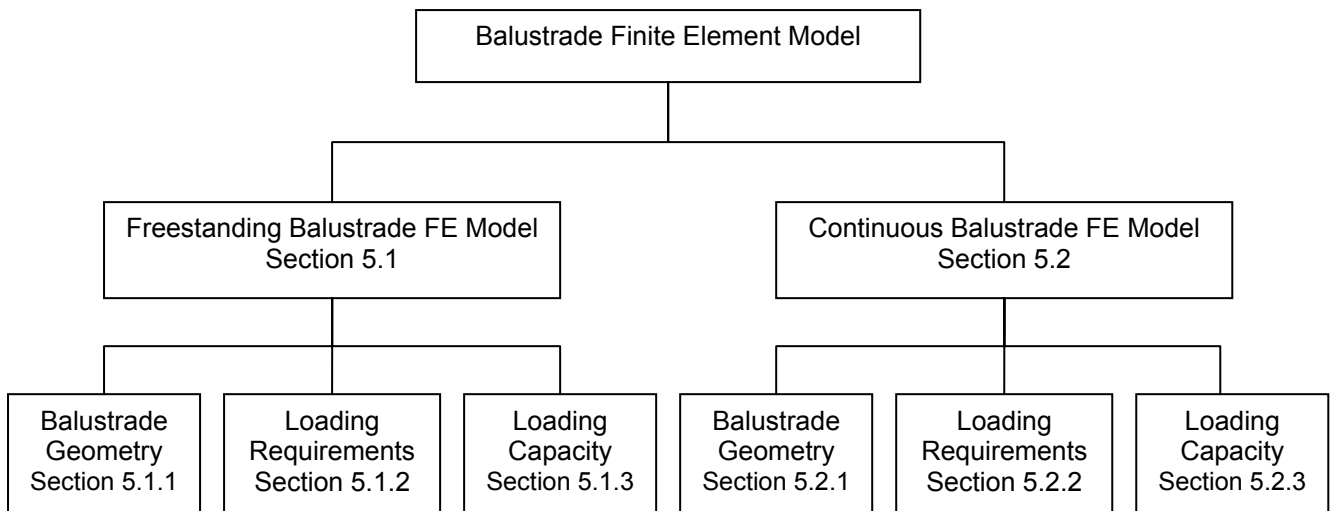 Balustrade Finite Element Model
Freestanding Balustrade FE Model
Section 5.1
Continuous Balustrade FE Model
Section 5.2
Balustrade
Geometry
Section 5.1.1
Loading
Requirements
Section 5.1.2
Loading
Capacity
Section 5.1.3
Balustrade
Geometry
Section 5.2.1
Loading
Requirements
Section 5.2.2
Loading
Capacity
Section 5.2.3